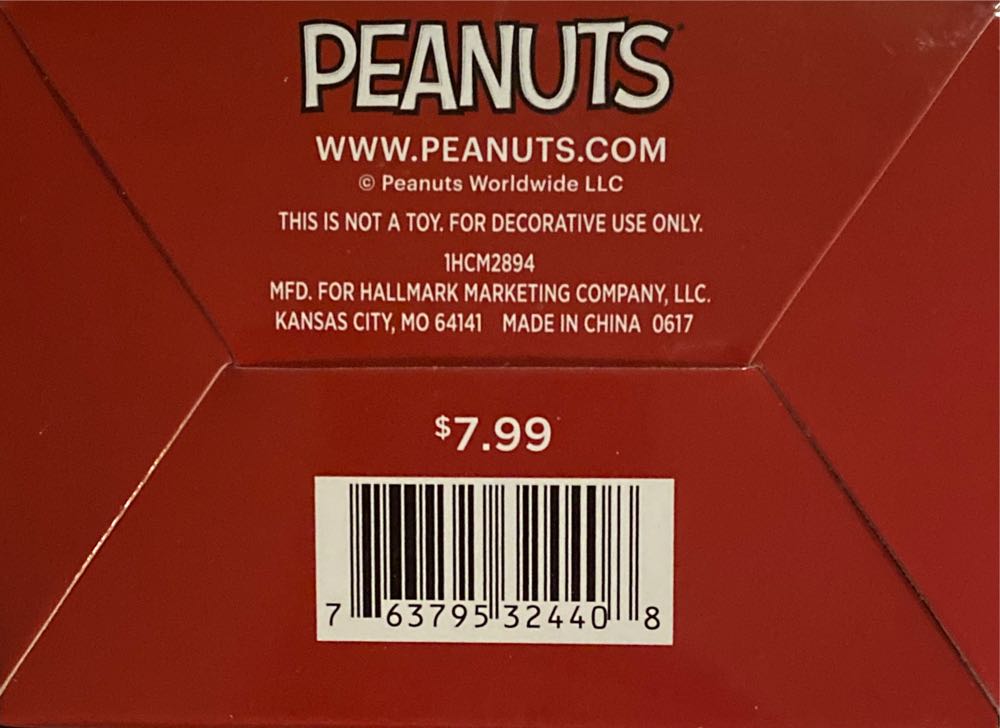 PEANUTS
WWW.PEANUTS.COM
© Peanuts Worldwide LLC
THIS IS NOT A TOY. FOR DECORATIVE USE ONLY.
1HCM2894
MFD. FOR HALLMARK MARKETING COMPANY, LLC.
KANSAS CITY, MO 64141 MADE IN CHINA 0617
$7.99
7 63795 32440 8